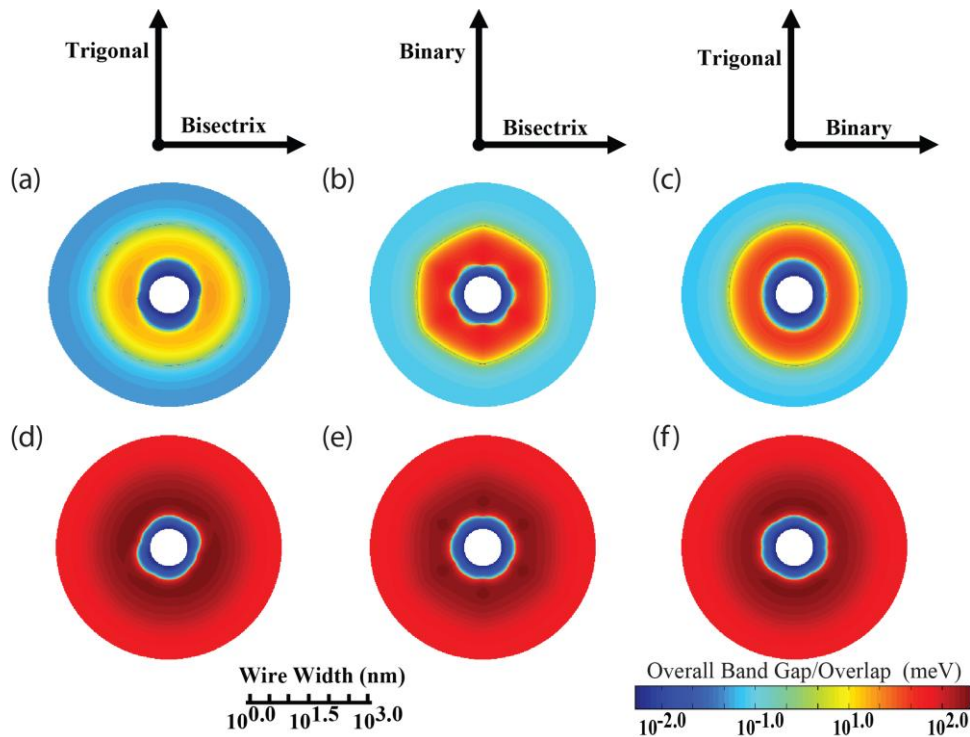 Trigonal
Bisectrix
Binary
Bisectrix
Trigonal
Binary
(a)
(b)
(c)
(d)
(e)
(f)
Wire Width (nm)
10^0.0 10^1.5 10^3.0
Overall Band Gap/Overlap (meV)
10^-2.0 10^-1.0 10^1.0 10^2.0